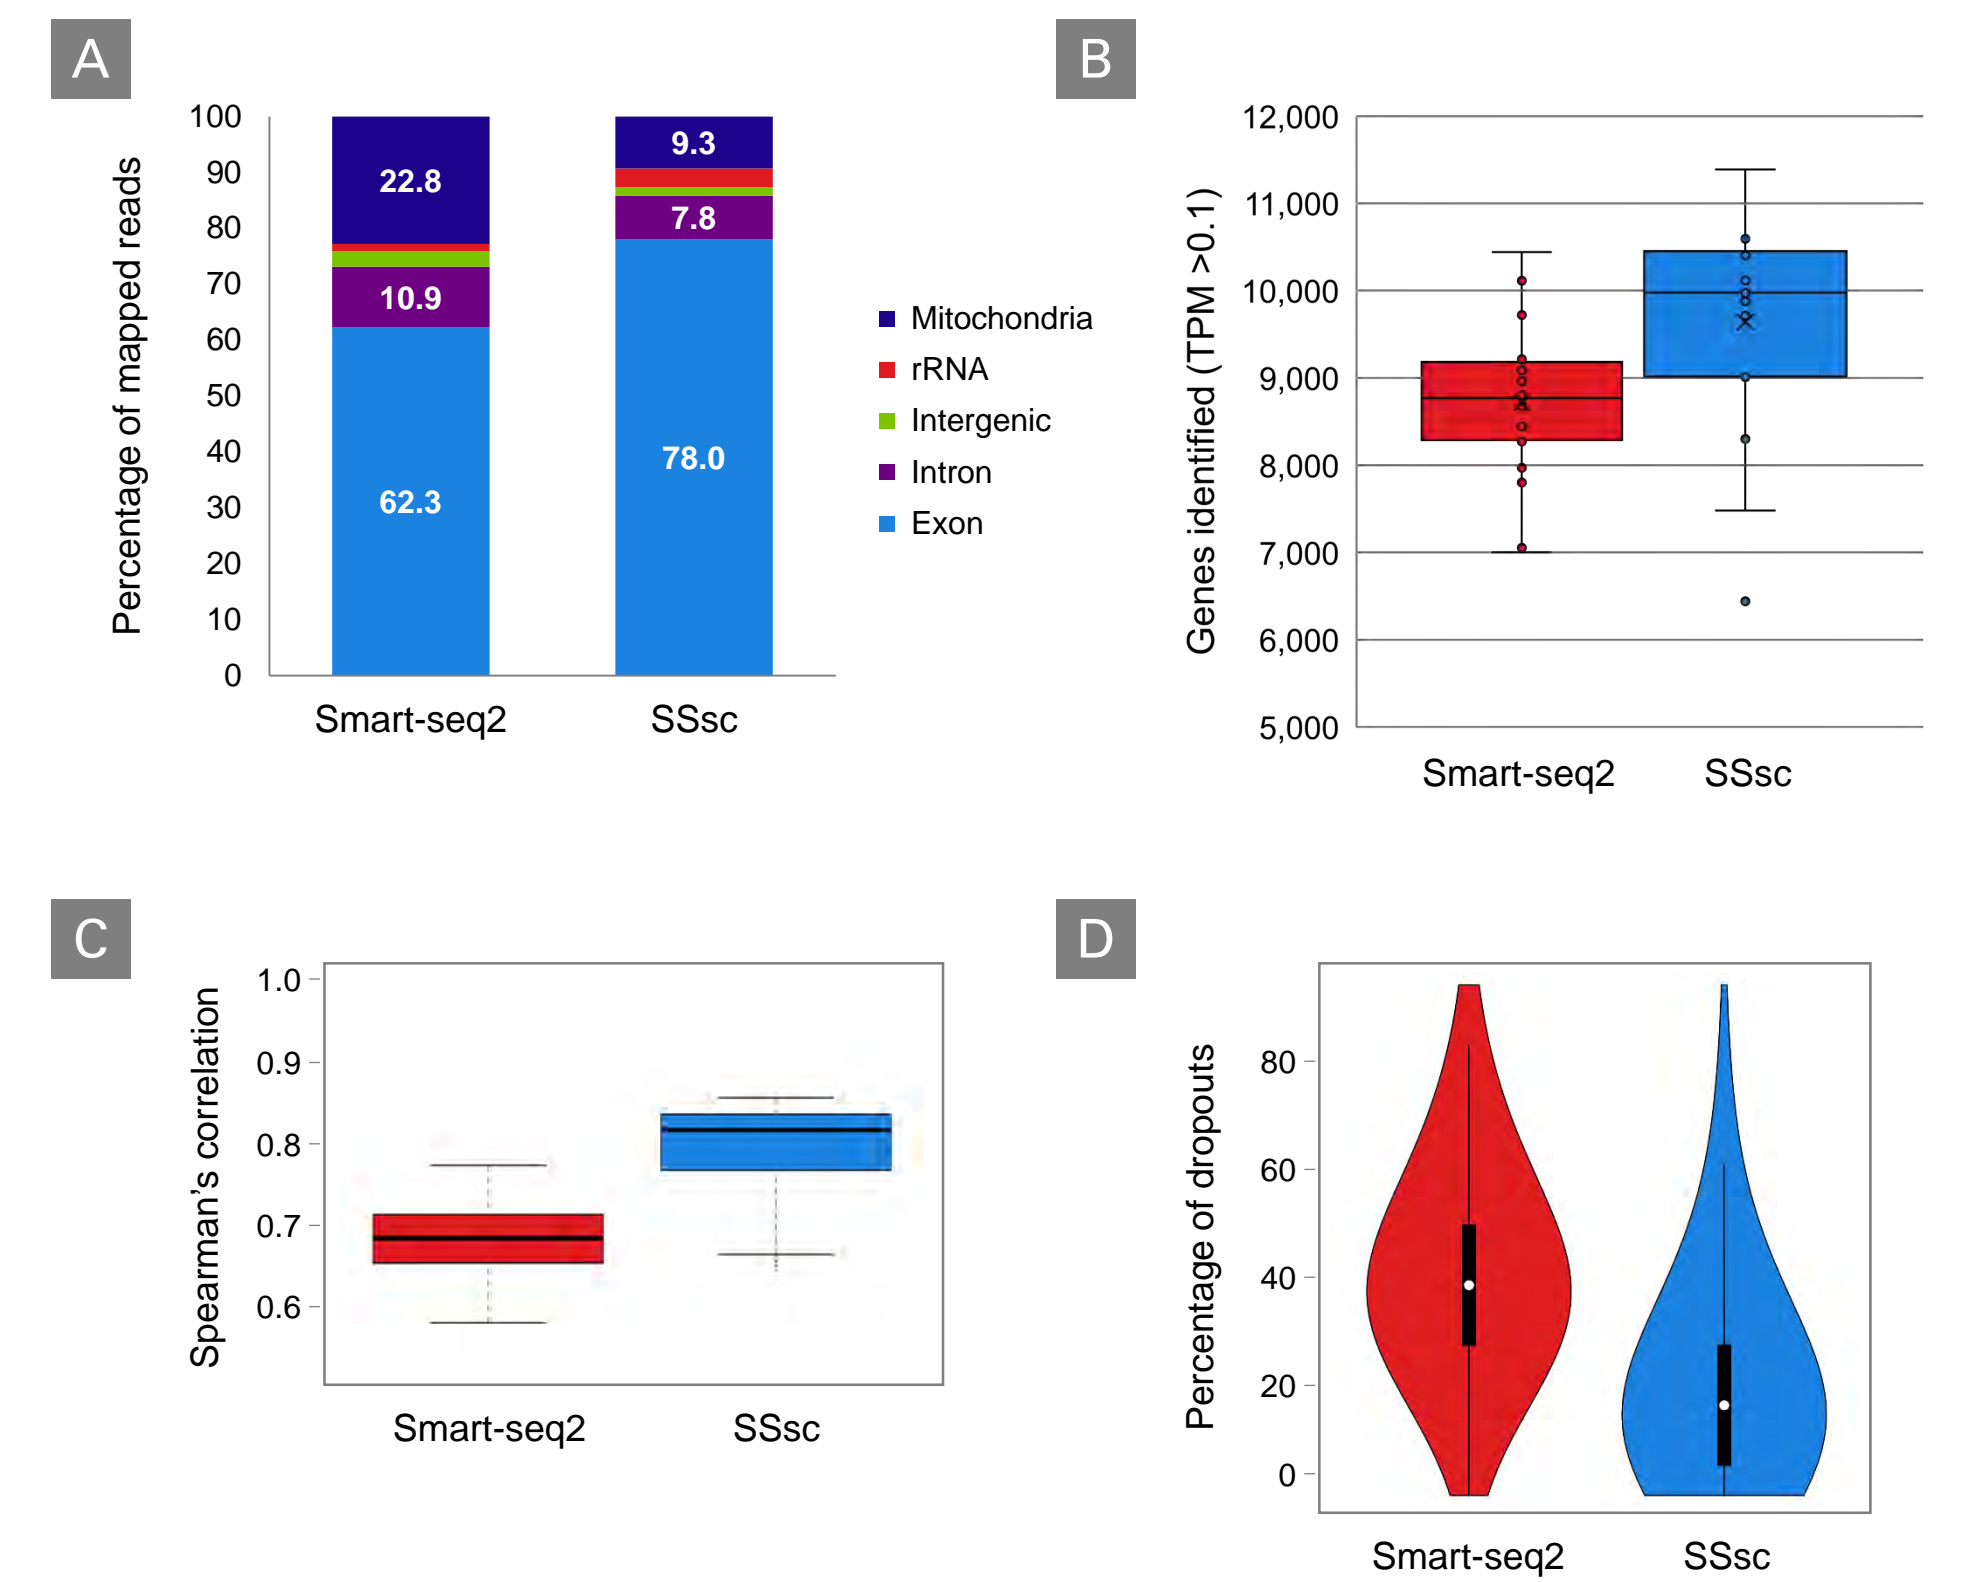 A
Percentage of mapped reads
100
90
80
70
60
50
40
30
20
10
0
22.8
10.9
62.3
9.3
7.8
78.0
Smart-seq2
SSsc
Mitochondria
rRNA
Intergenic
Intron
Exon
B
Genes identified (TPM >0.1)
12,000
11,000
10,000
9,000
8,000
7,000
6,000
5,000
Smart-seq2
SSsc
C
Spearman’s correlation
1.0
0.9
0.8
0.7
0.6
Smart-seq2
SSsc
D
Percentage of dropouts
80
60
40
20
0
Smart-seq2
SSsc